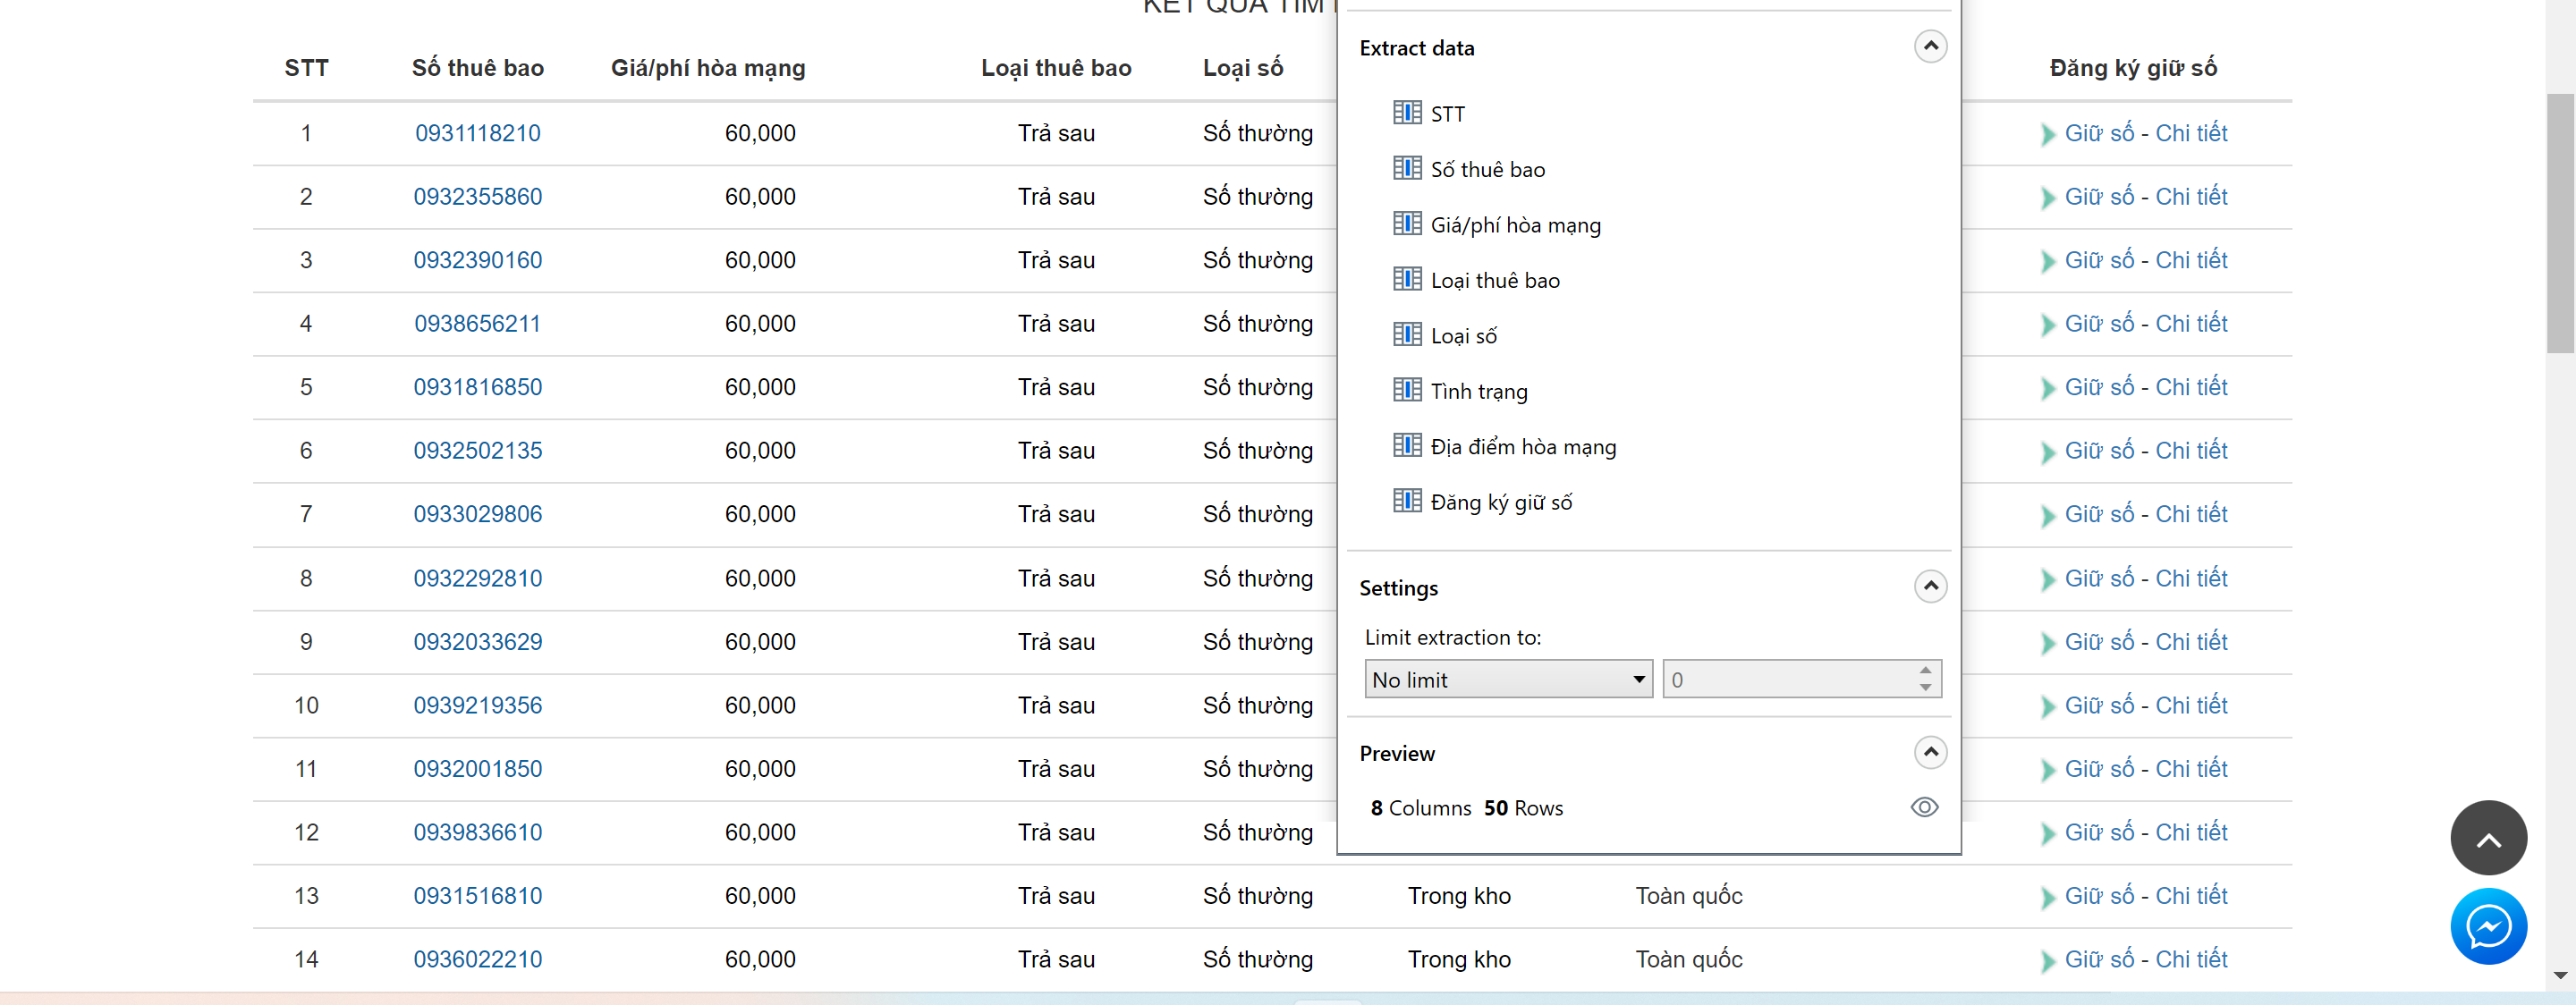 KẾT QUẢ TÌM
STT Số thuê bao Giá/phí hòa mạng Loại thuê bao Loại số Đăng ký giữ số
1 0931118210 60,000 Trả sau Số thường Giữ số - Chi tiết
2 0932355860 60,000 Trả sau Số thường Giữ số - Chi tiết
3 0932390160 60,000 Trả sau Số thường Giữ số - Chi tiết
4 0938656211 60,000 Trả sau Số thường Giữ số - Chi tiết
5 0931816850 60,000 Trả sau Số thường Giữ số - Chi tiết
6 0932502135 60,000 Trả sau Số thường Giữ số - Chi tiết
7 0933029806 60,000 Trả sau Số thường Giữ số - Chi tiết
8 0932292810 60,000 Trả sau Số thường Giữ số - Chi tiết
9 0932033629 60,000 Trả sau Số thường Giữ số - Chi tiết
10 0939219356 60,000 Trả sau Số thường Giữ số - Chi tiết
11 0932001850 60,000 Trả sau Số thường Giữ số - Chi tiết
12 0939836610 60,000 Trả sau Số thường Giữ số - Chi tiết
13 0931516810 60,000 Trả sau Số thường Trong kho Toàn quốc Giữ số - Chi tiết
14 0936022210 60,000 Trả sau Số thường Trong kho Toàn quốc Giữ số - Chi tiết
Extract data
STT
Số thuê bao
Giá/phí hòa mạng
Loại thuê bao
Loại số
Tình trạng
Địa điểm hòa mạng
Đăng ký giữ số
Settings
Limit extraction to:
No limit 0
Preview
8 Columns 50 Rows